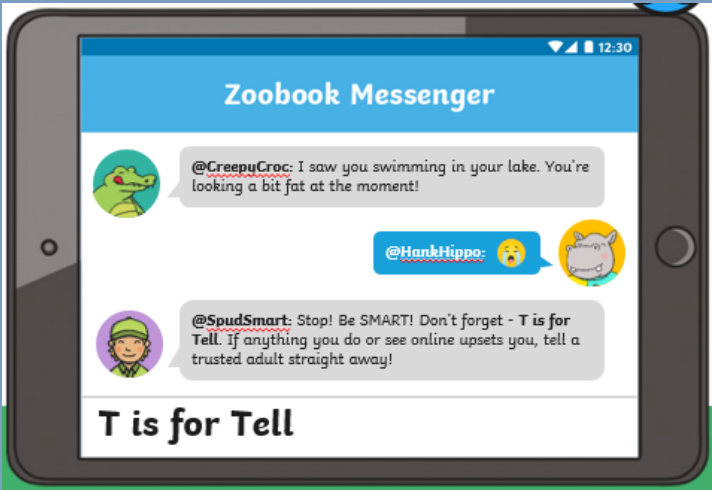 12:30
Zoobook Messenger
@CreepyCroc: I saw you swimming in your lake. You're
looking a bit fat at the moment!
@HankHippo:
@SpudSmart: Stop! Be SMART! Don't forget - T is for
Tell. If anything you do or see online upsets you, tell a
trusted adult straight away!
T is for Tell